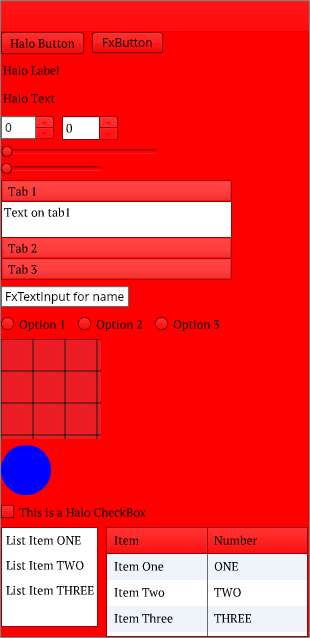 Halo Button FxButton
Halo Label
Halo Text
0 0
Tab 1
Text on tab1
Tab 2
Tab 3
FxTextInput for name
Option 1 Option 2 Option 3
This is a Halo CheckBox
List Item ONE
List Item TWO
List Item THREE
Item Number
Item One ONE
Item Two TWO
Item Three THREE